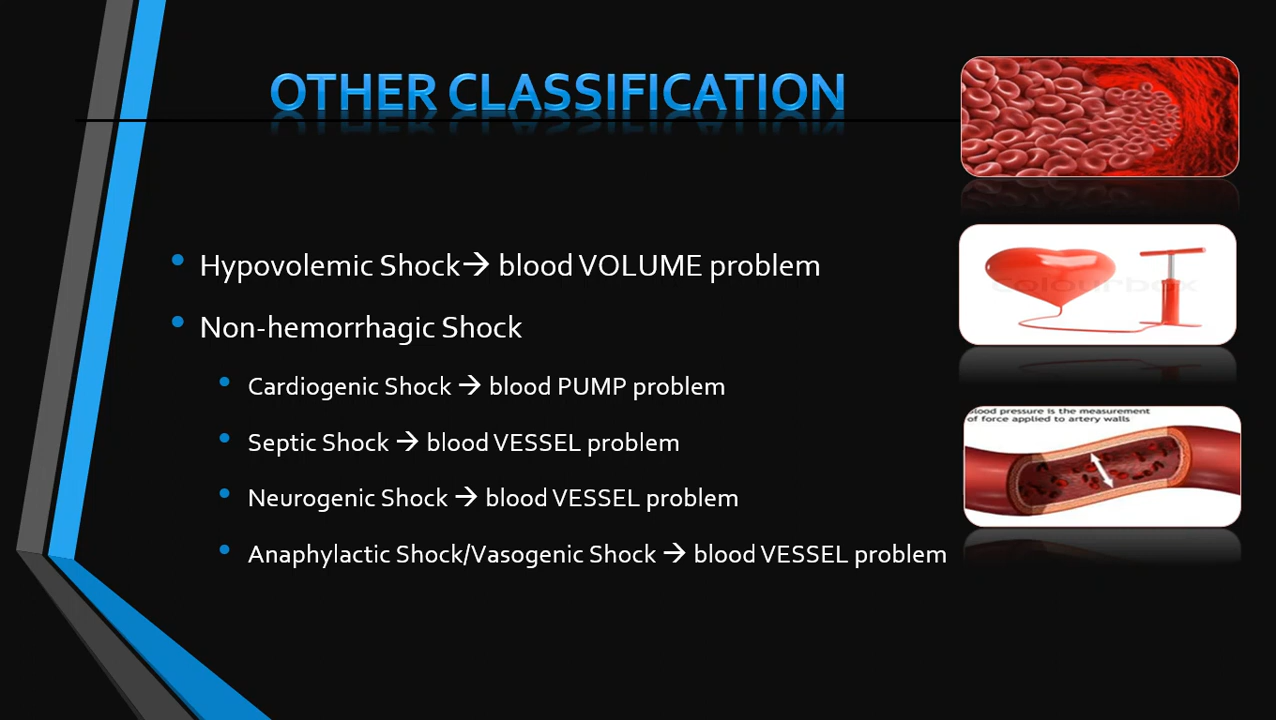 OTHER CLASSIFICATION
Hypovolemic Shock→ blood VOLUME problem
Non-hemorrhagic Shock
Cardiogenic Shock → blood PUMP problem
Septic Shock → blood VESSEL problem
Neurogenic Shock → blood VESSEL problem
Anaphylactic Shock/Vasogenic Shock → blood VESSEL problem
colourbox
blood pressure is the measurement
of force applied to artery walls